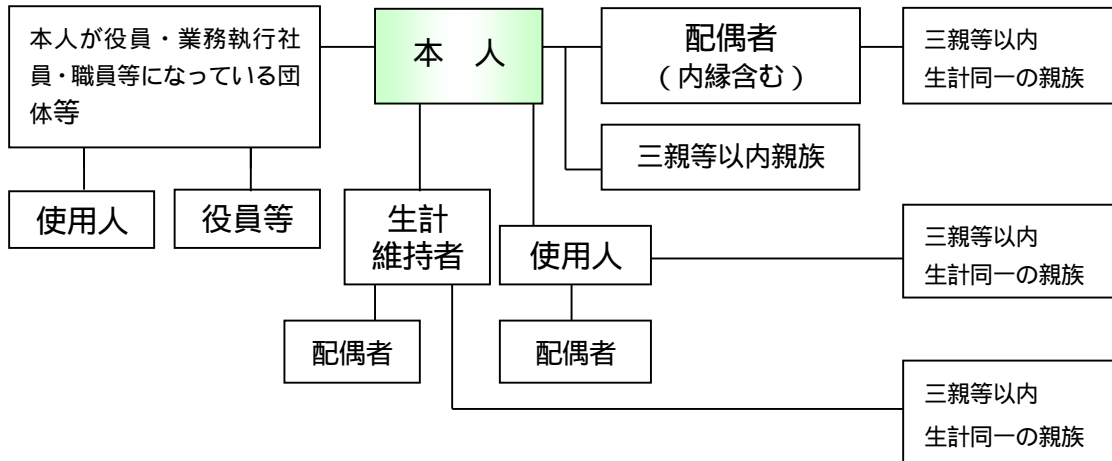 本人が役員・業務執行社
員・職員等になっている団
体等
本 人
配偶者
（内縁含む）
三親等以内
生計同一の親族
三親等以内親族
使用人
役員等
生計
維持者
使用人
三親等以内
生計同一の親族
配偶者
配偶者
三親等以内
生計同一の親族